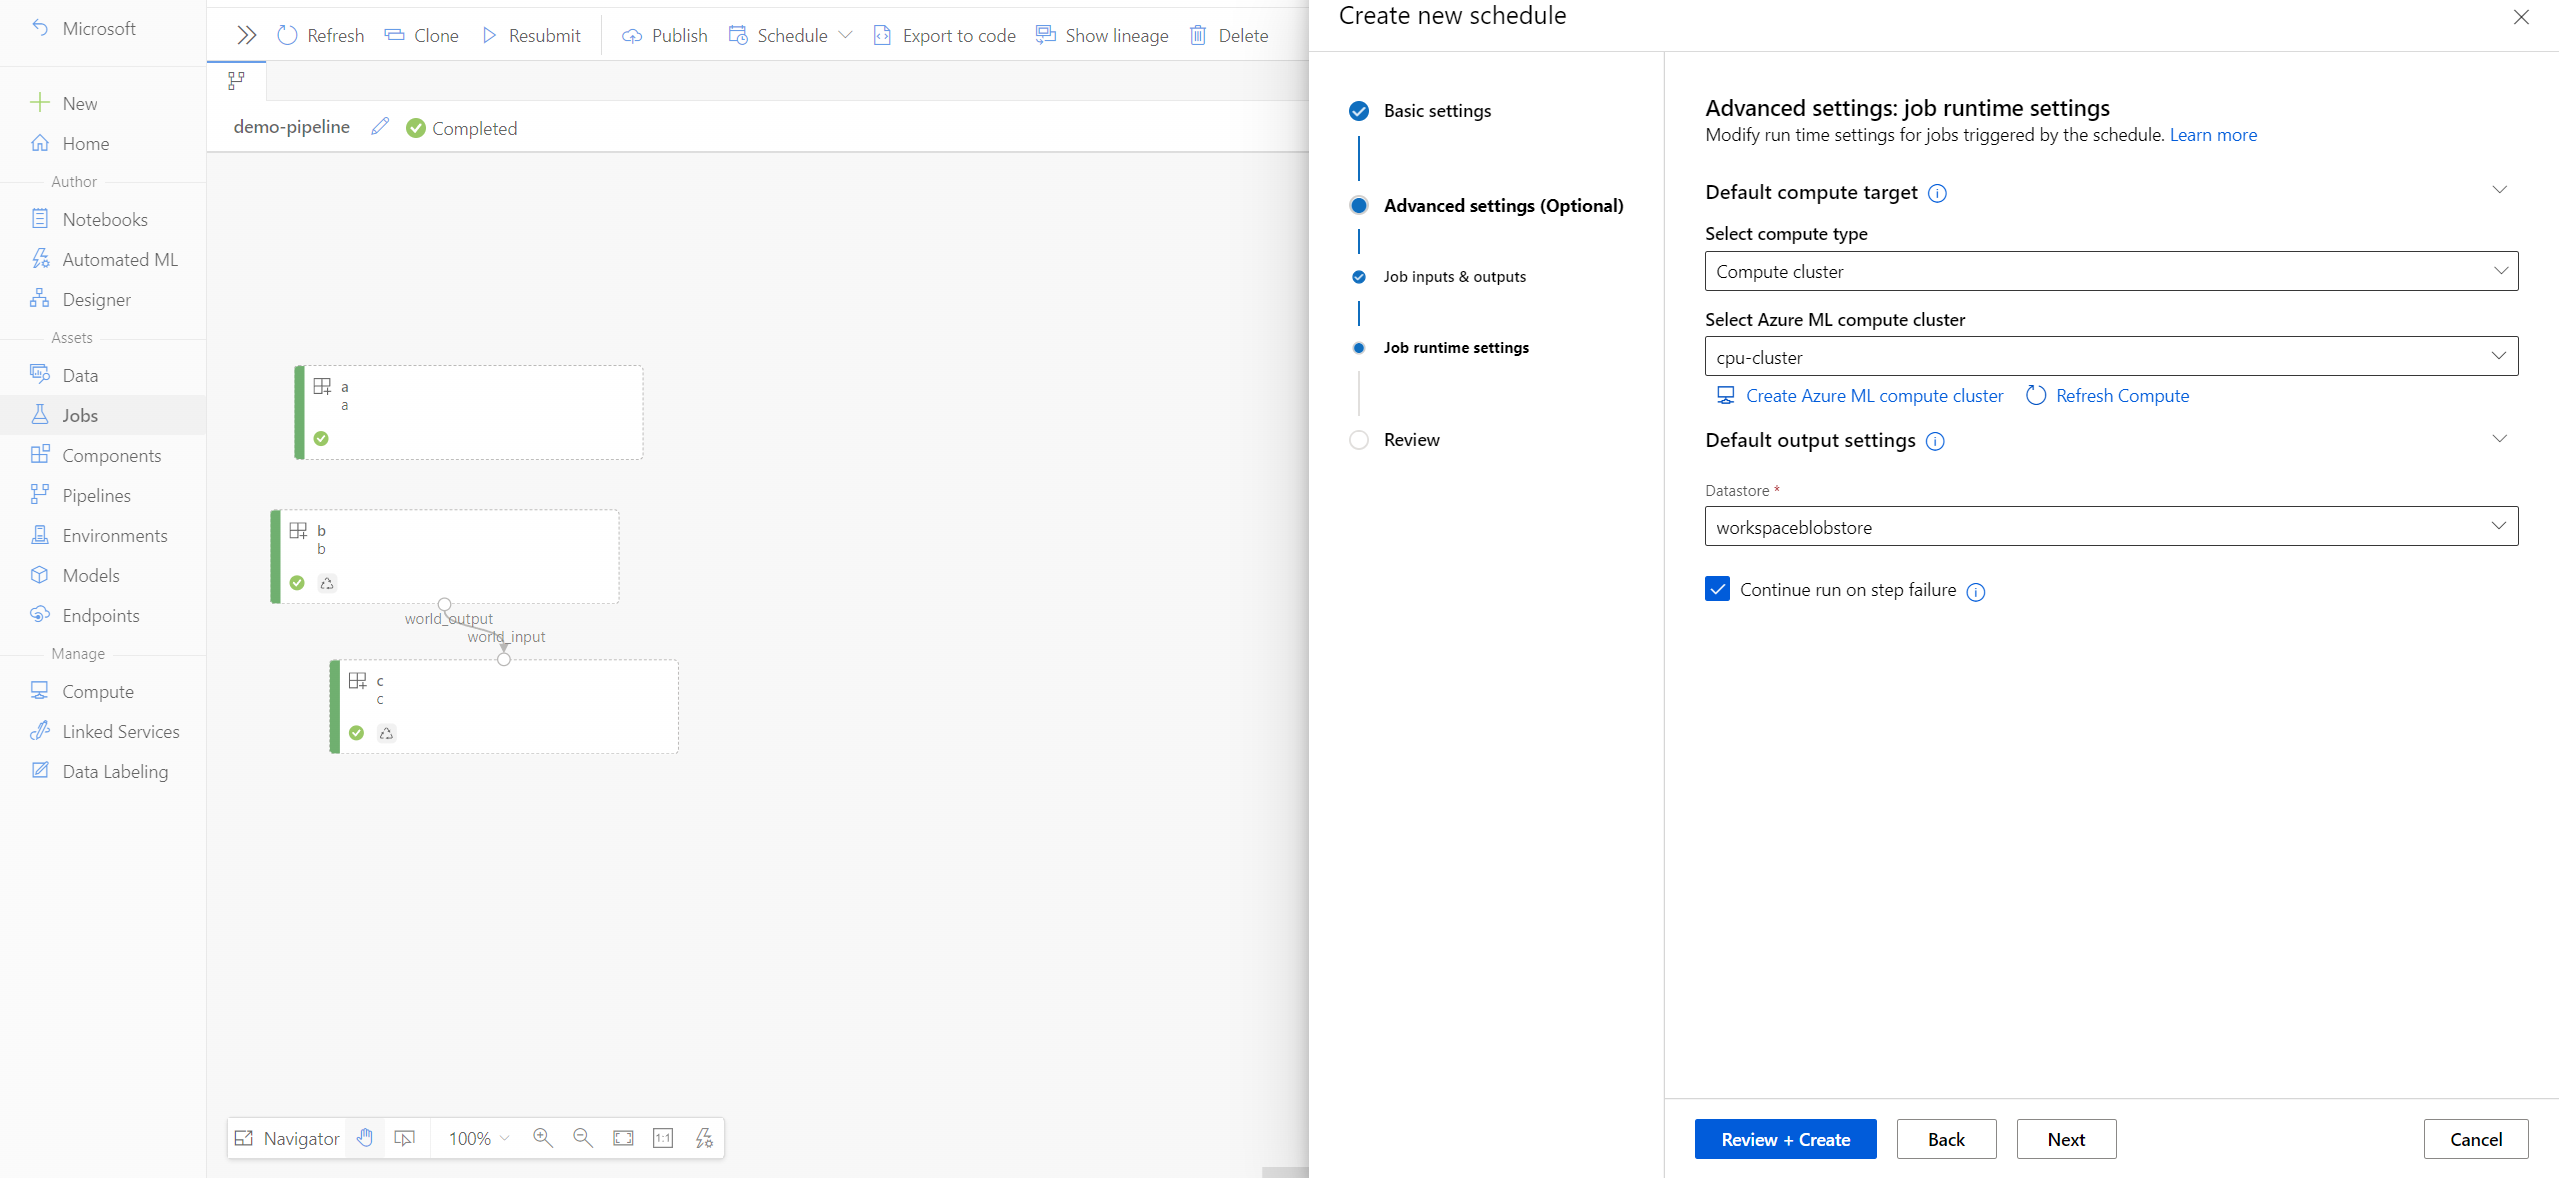 Microsoft
New
Home
Author
Notebooks
Automated ML
Designer
Assets
Data
Jobs
Components
Pipelines
Environments
Models
Endpoints
Manage
Compute
Linked Services
Data Labeling
Refresh Clone Resubmit Publish Schedule Export to code Show lineage Delete
demo-pipeline Completed
a
a
b
b
world_output
world_input
c
c
Navigator 100% 1:1
Create new schedule
Basic settings
Advanced settings (Optional)
Job inputs & outputs
Job runtime settings
Review
Advanced settings: job runtime settings
Modify run time settings for jobs triggered by the schedule. Learn more
Default compute target
Select compute type
Compute cluster
Select Azure ML compute cluster
cpu-cluster
Create Azure ML compute cluster Refresh Compute
Default output settings
Datastore *
workspaceblobstore
Continue run on step failure
Review + Create Back Next Cancel